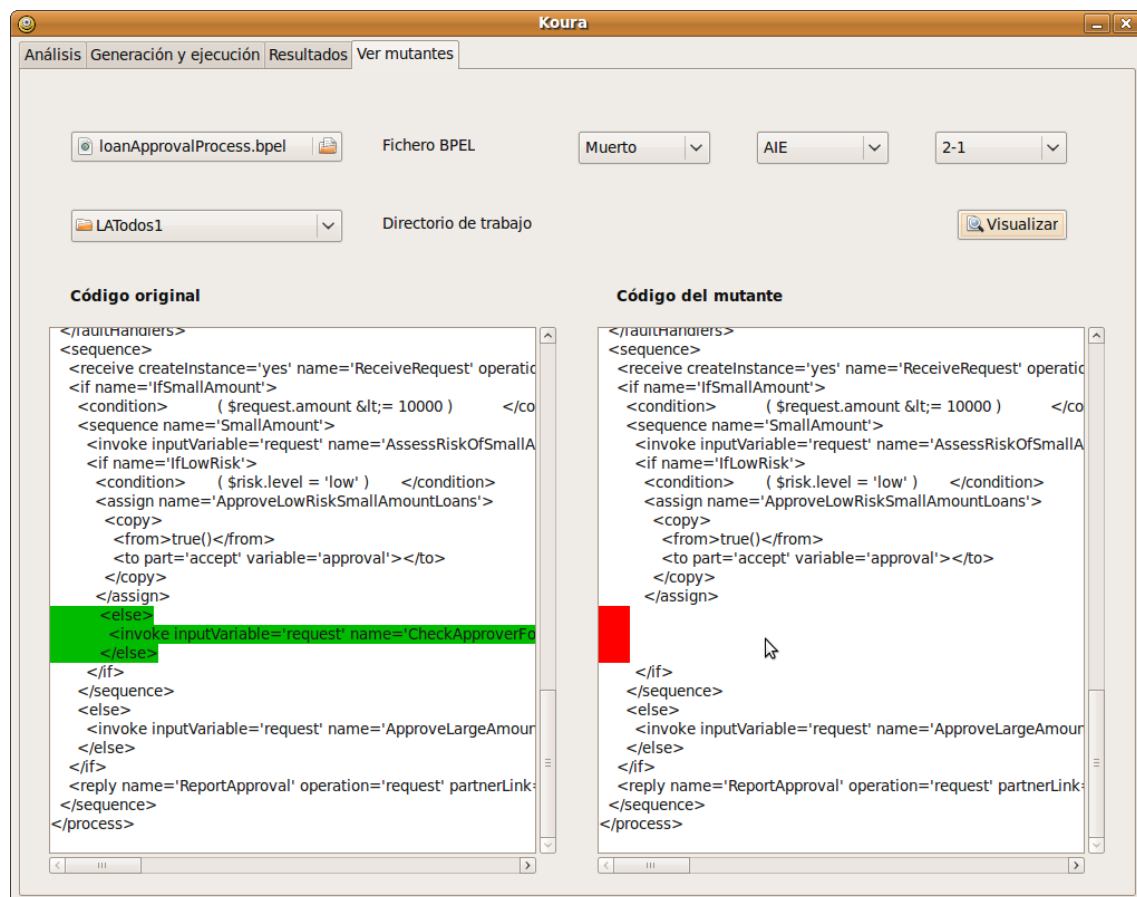 Koura
Análisis Generación y ejecución Resultados Ver mutantes
loanApprovalProcess.bpel Fichero BPEL Muerto AIE 2-1
LATodos1 Directorio de trabajo Visualizar
Código original
</faultHandlers>
<sequence>
<receive createInstance='yes' name='ReceiveRequest' operatio
<if name='IfSmallAmount'>
<condition> ( $request.amount &lt;= 10000 ) </co
<sequence name='SmallAmount'>
<invoke inputVariable='request' name='AssessRiskOfSmallA
<if name='IfLowRisk'>
<condition> ( $risk.level = 'low' ) </condition>
<assign name='ApproveLowRiskSmallAmountLoans'>
<copy>
<from>true()</from>
<to part='accept' variable='approval'></to>
</copy>
</assign>
<else>
<invoke inputVariable='request' name='CheckApproverFo
</else>
</if>
</sequence>
<else>
<invoke inputVariable='request' name='ApproveLargeAmoun
</else>
</if>
<reply name='ReportApproval' operation='request' partnerLink=
</sequence>
</process>
Código del mutante
</faultHandlers>
<sequence>
<receive createInstance='yes' name='ReceiveRequest' operatio
<if name='IfSmallAmount'>
<condition> ( $request.amount &lt;= 10000 ) </co
<sequence name='SmallAmount'>
<invoke inputVariable='request' name='AssessRiskOfSmallA
<if name='IfLowRisk'>
<condition> ( $risk.level = 'low' ) </condition>
<assign name='ApproveLowRiskSmallAmountLoans'>
<copy>
<from>true()</from>
<to part='accept' variable='approval'></to>
</copy>
</assign>
</if>
</sequence>
<else>
<invoke inputVariable='request' name='ApproveLargeAmour
</else>
</if>
<reply name='ReportApproval' operation='request' partnerLink=
</sequence>
</process>